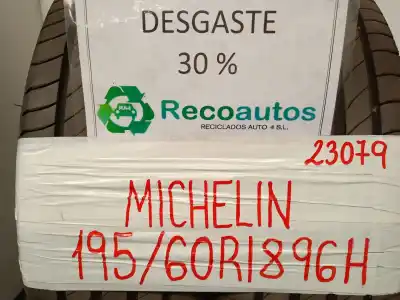 DESGASTE
30 %
Recoautos
RECICLADOS AUTO 4 S.L.
23079
MICHELIN
195/60R1896H